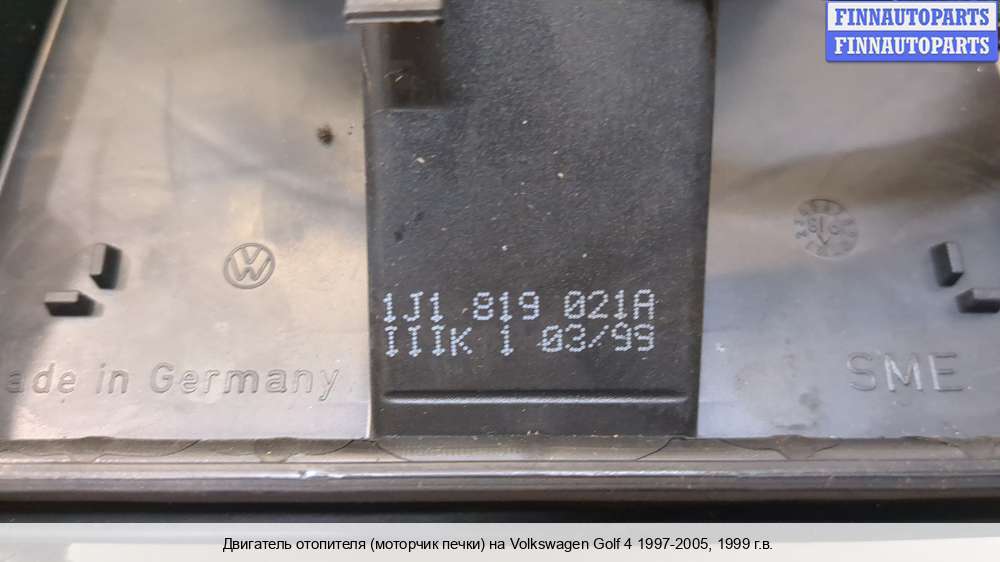 FINNAUTOPARTS
FINNAUTOPARTS
1J1 819 021A
IIIK 1 03/99
ade in Germany
SME
Двигатель отопителя (моторчик печки) на Volkswagen Golf 4 1997-2005, 1999 г.в.